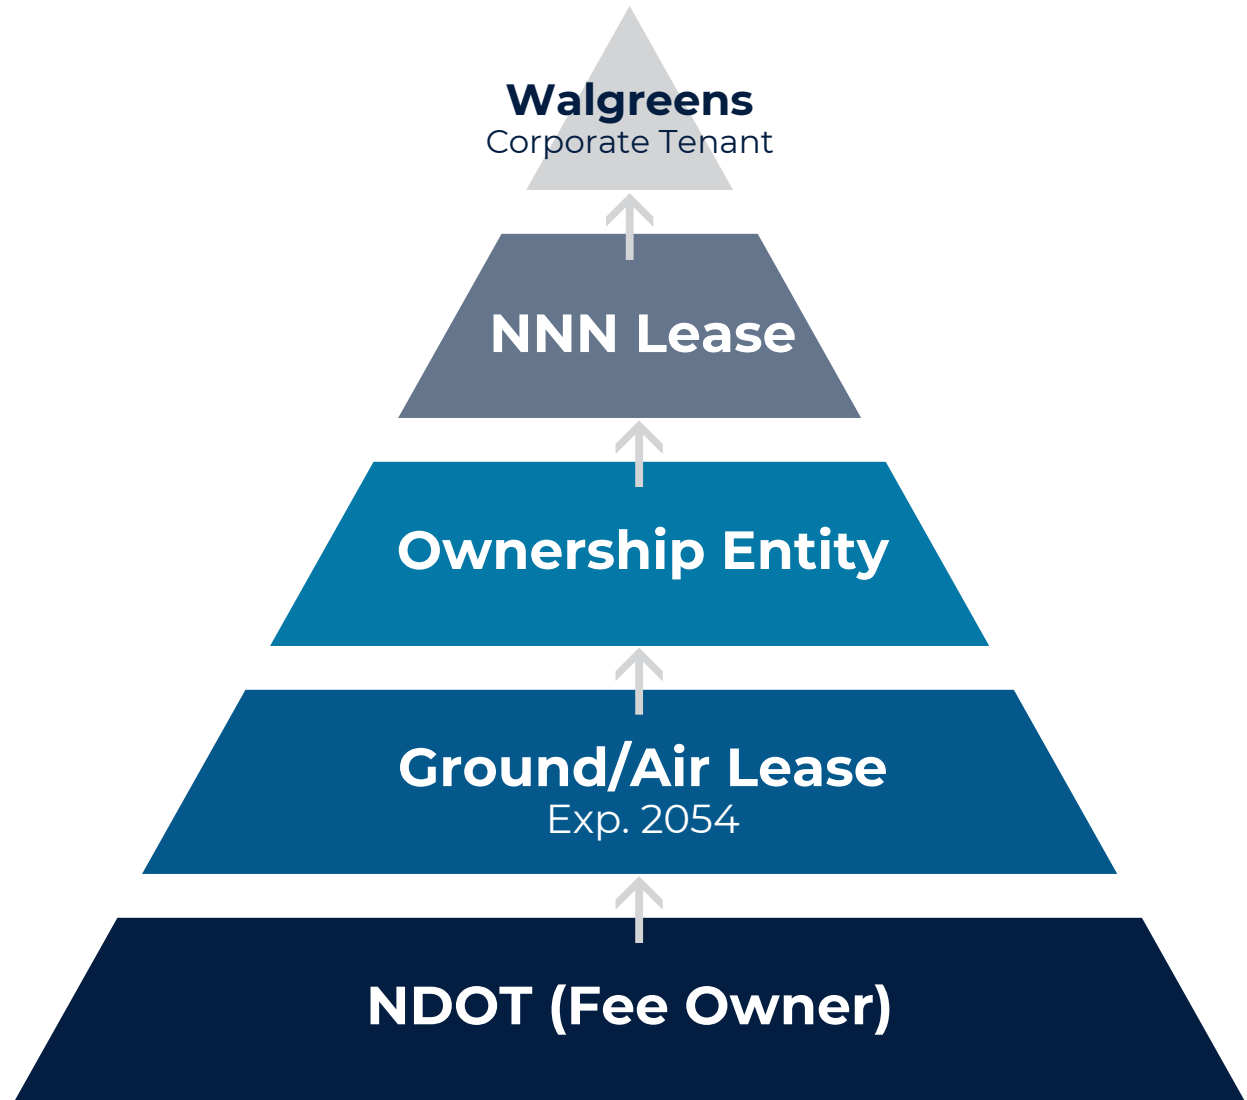 Walgreens
Corporate Tenant
NNN Lease
Ownership Entity
Ground/Air Lease
Exp. 2054
NDOT (Fee Owner)